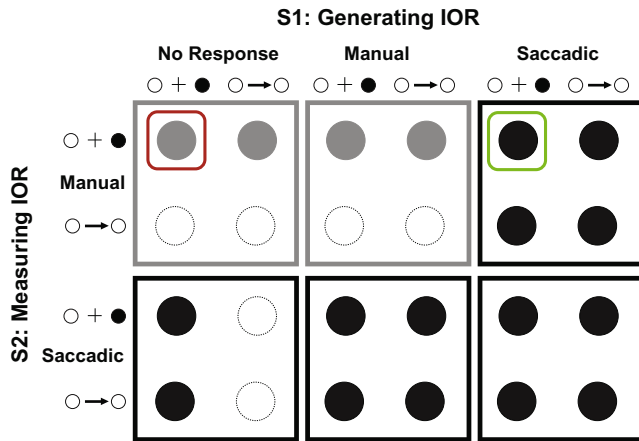 S1: Generating IOR
No Response Manual Saccadic
S2: Measuring IOR
Manual
Saccadic